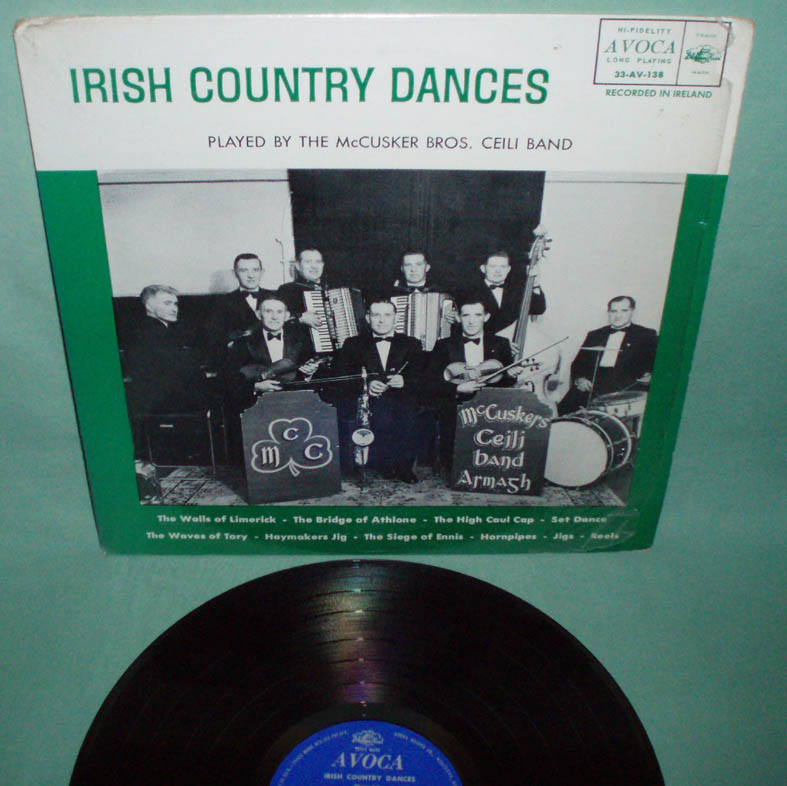 HI-FIDELITY
AVOCA
LONG PLAYING
33-AV-138
TRADE
MARK
RECORDED IN IRELAND
IRISH COUNTRY DANCES
PLAYED BY THE McCUSKER BROS. CEILI BAND
M C C
McCuskers
Ceili
band
Armagh
The Walls of Limerick - The Bridge of Athlone - The High Caul Cap - Set Dance
The Waves of Tory - Haymakers Jig - The Siege of Ennis - Hornpipes - Jigs - Reels
AVOCA
IRISH COUNTRY DANCES